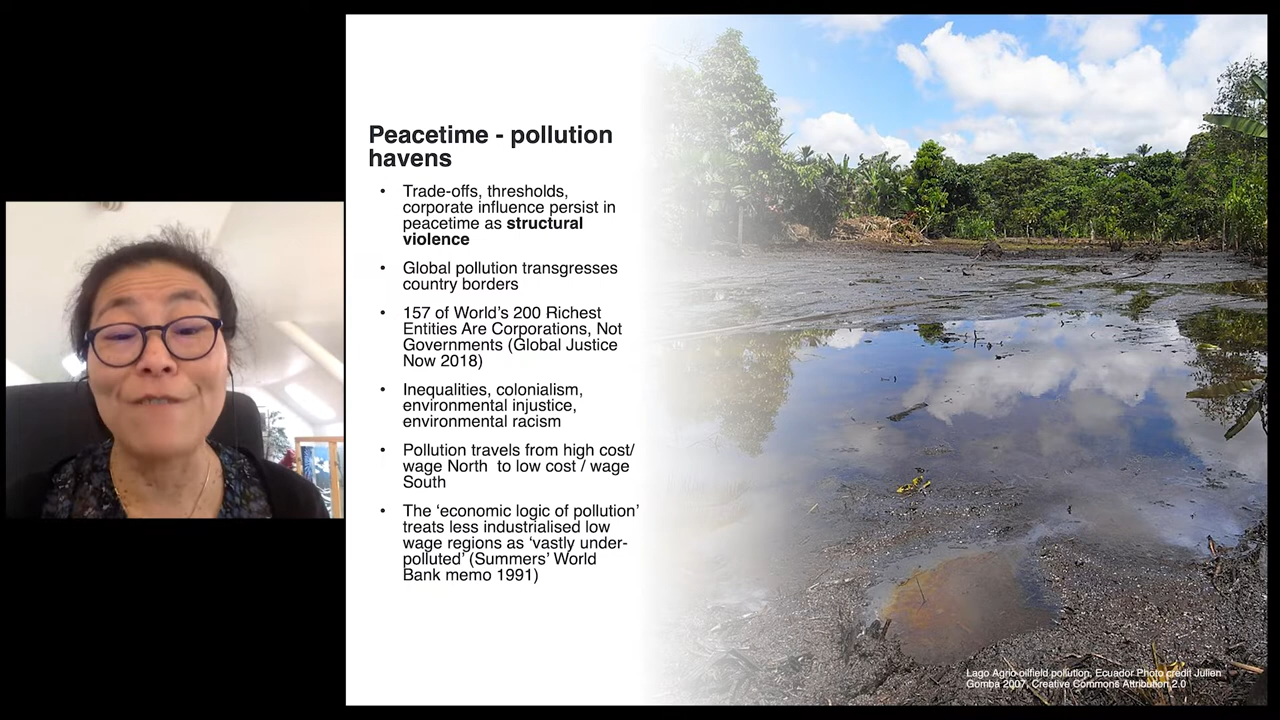 Peacetime - pollution
havens
• Trade-offs, thresholds,
corporate influence persist in
peacetime as structural
violence
• Global pollution transgresses
country borders
• 157 of World’s 200 Richest
Entities Are Corporations, Not
Governments (Global Justice
Now 2018)
• Inequalities, colonialism,
environmental injustice,
environmental racism
• Pollution travels from high cost/
wage North to low cost / wage
South
• The ‘economic logic of pollution’
treats less industrialised low
wage regions as ‘vastly under-
polluted’ (Summers’ World
Bank memo 1991)
Lago Agrio oilfield pollution, Ecuador Photo credit Julien
Gomba 2007, Creative Commons Attribution 2.0